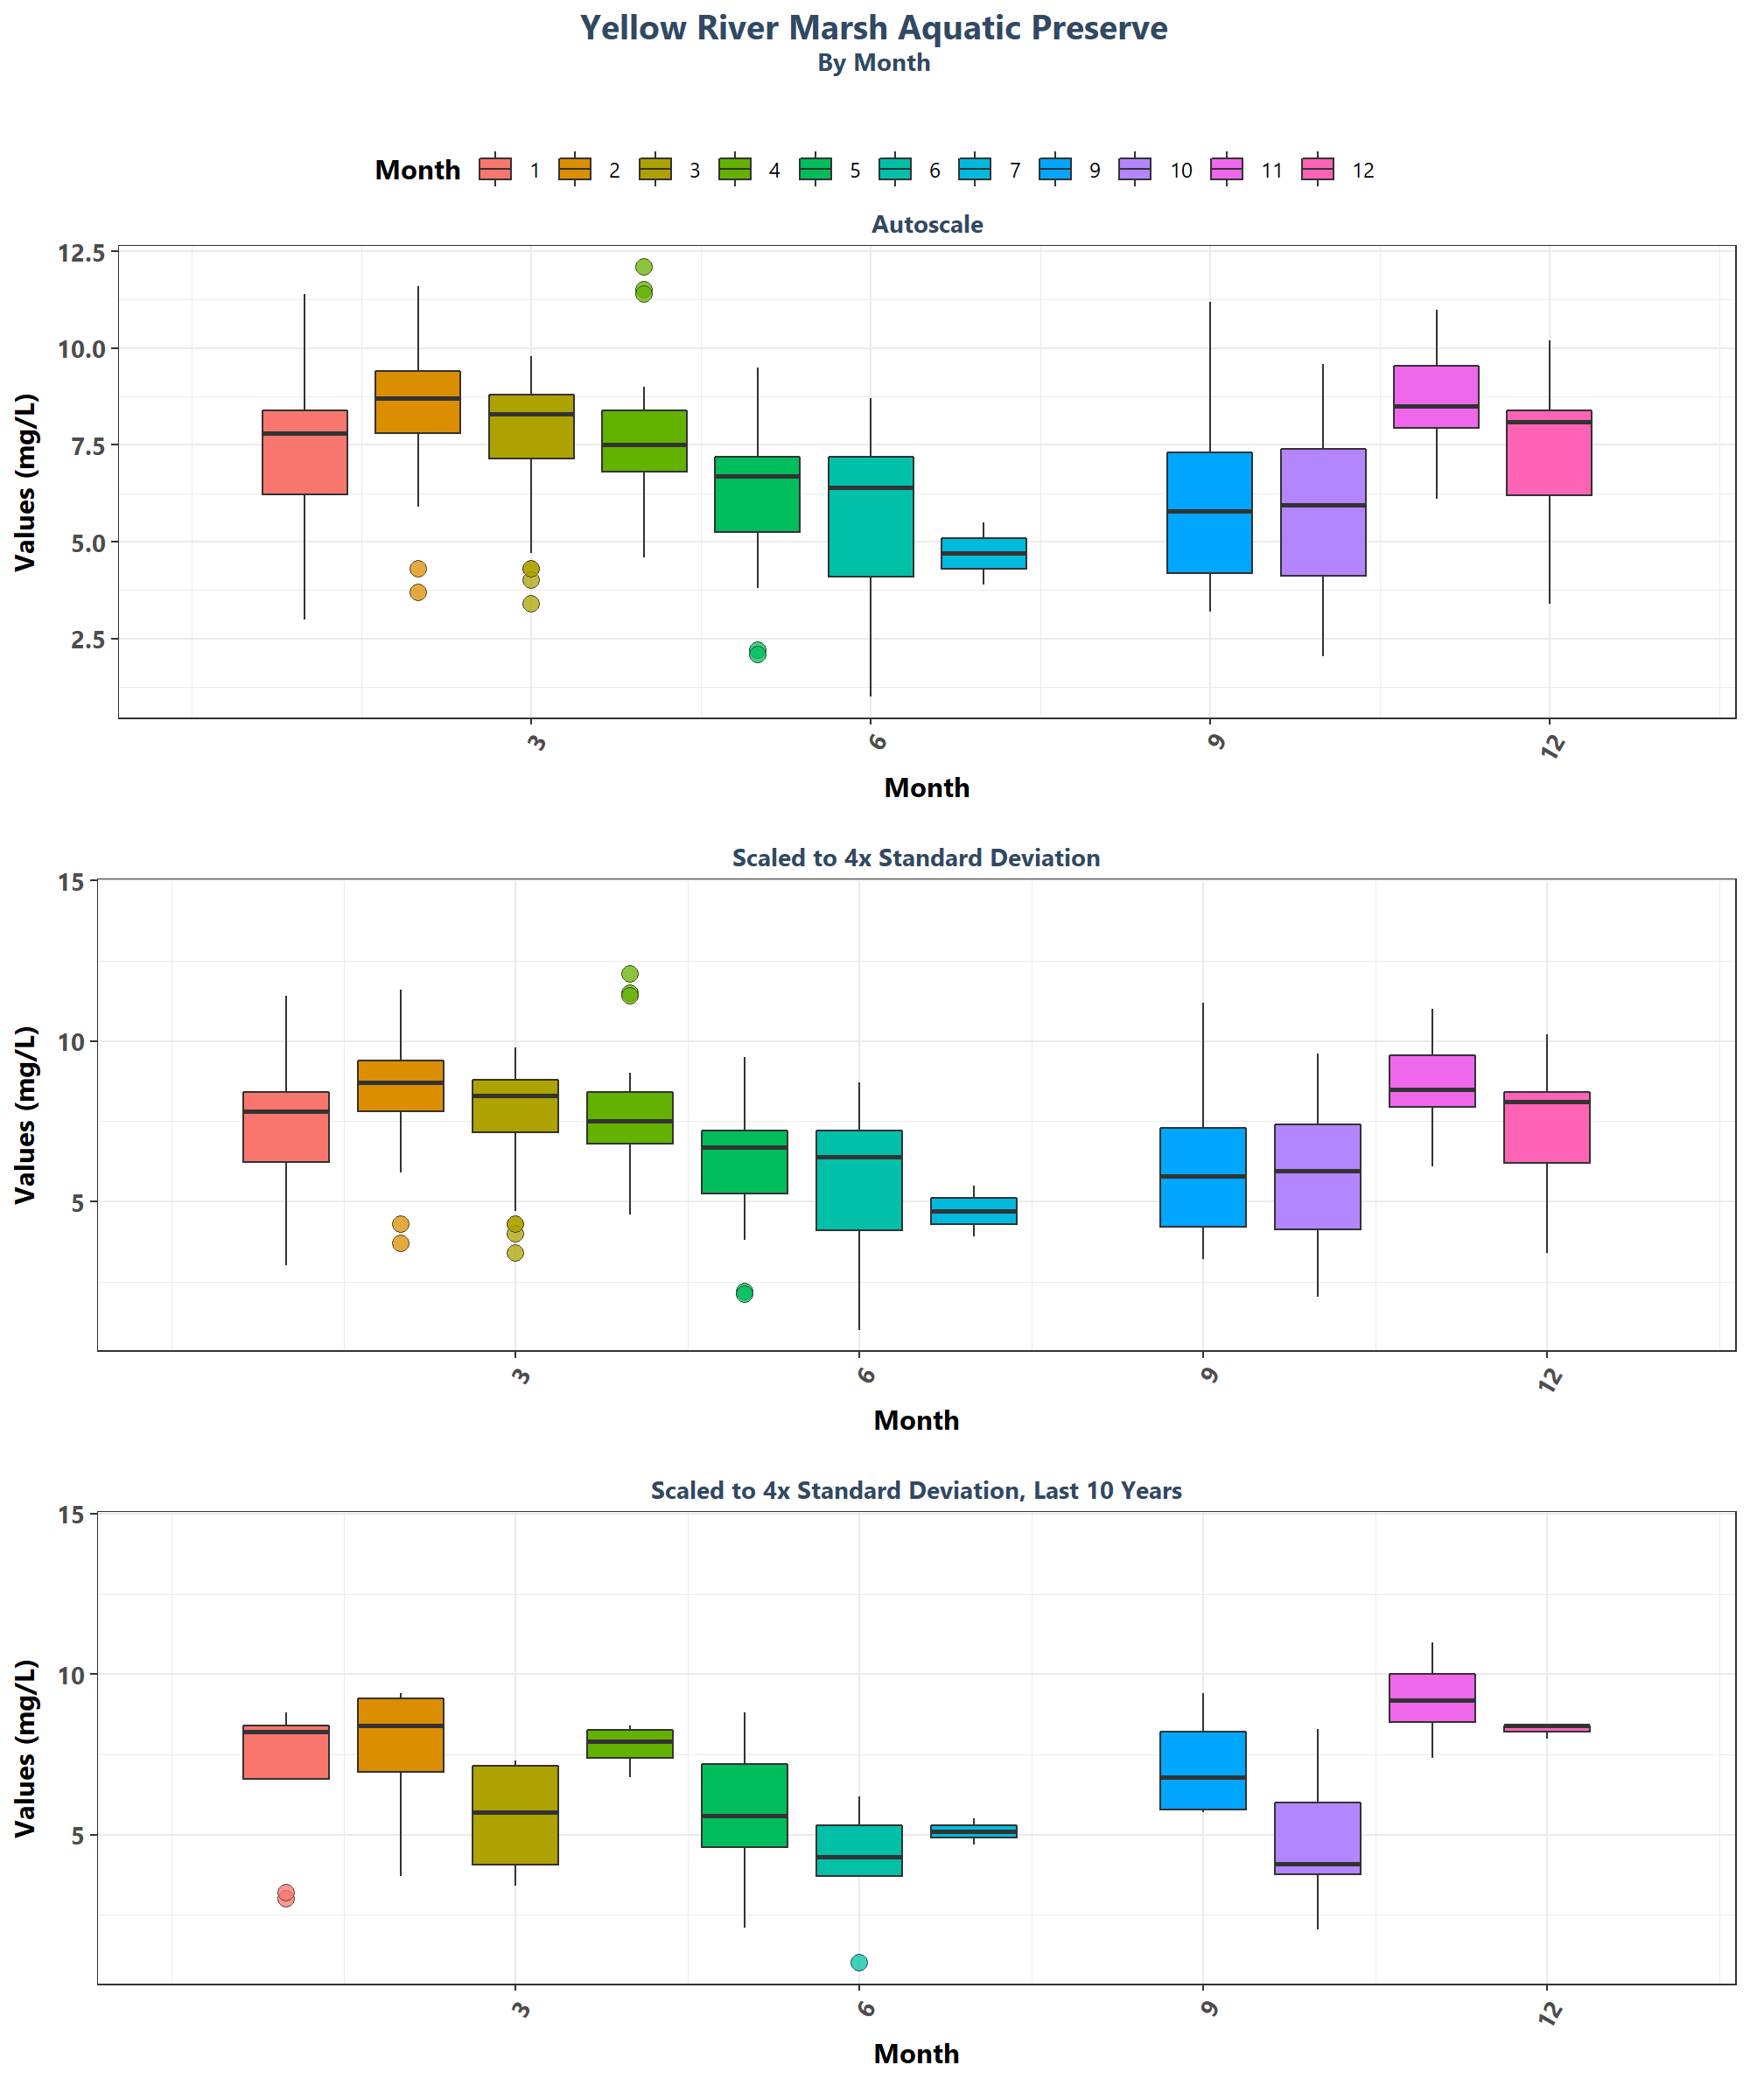 Yellow River Marsh Aquatic Preserve
By Month
Month 1 2 3 4 5 6 7 9 10 11 12
Autoscale
Values (mg/L)
12.5
10.0
7.5
5.0
2.5
3 6 9 12
Month
Scaled to 4x Standard Deviation
Values (mg/L)
15
10
5
3 6 9 12
Month
Scaled to 4x Standard Deviation, Last 10 Years
Values (mg/L)
15
10
5
3 6 9 12
Month